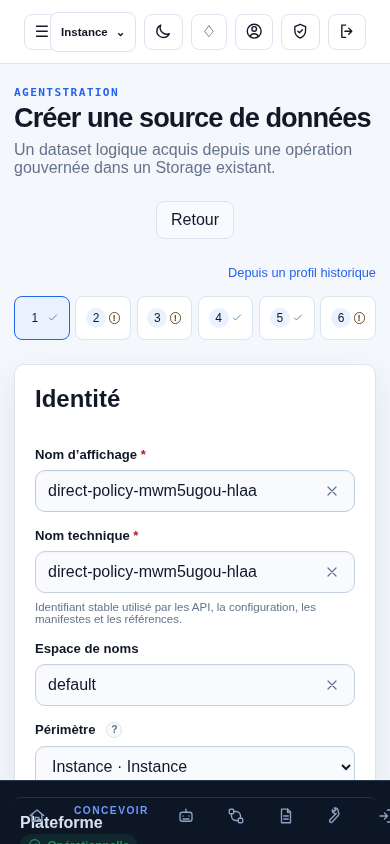 Instance
AGENTSTRATION
Créer une source de données
Un dataset logique acquis depuis une opération
gouvernée dans un Storage existant.
Retour
Depuis un profil historique
1 2 3 4 5 6
Identité
Nom d’affichage *
direct-policy-mwm5ugou-hlaa
Nom technique *
direct-policy-mwm5ugou-hlaa
Identifiant stable utilisé par les API, la configuration, les
manifestes et les références.
Espace de noms
default
Périmètre ?
Instance · Instance
CONCEVOIR
Plateforme
Opérationnelle